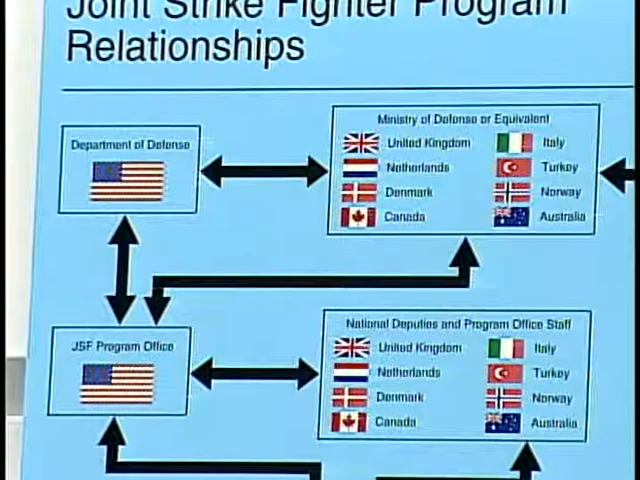 Joint Strike Fighter Program
Relationships
Department of Defense
Ministry of Defense or Equivalent
United Kingdom
Italy
Netherlands
Turkey
Denmark
Norway
Canada
Australia
JSF Program Office
National Deputies and Program Office Staff
United Kingdom
Italy
Netherlands
Turkey
Denmark
Norway
Canada
Australia